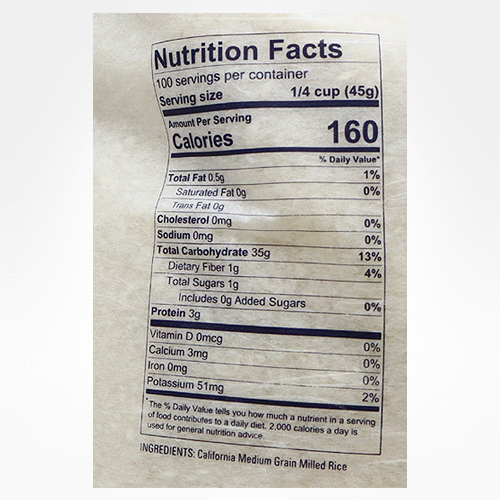 Nutrition Facts
100 servings per container
Serving size 1/4 cup (45g)
Amount Per Serving
Calories 160
% Daily Value*
Total Fat 0.5g 1%
Saturated Fat 0g 0%
Trans Fat 0g
Cholesterol 0mg 0%
Sodium 0mg 0%
Total Carbohydrate 35g 13%
Dietary Fiber 1g 4%
Total Sugars 1g
Includes 0g Added Sugars 0%
Protein 3g
Vitamin D 0mcg 0%
Calcium 3mg 0%
Iron 0mg 0%
Potassium 51mg 2%
*The % Daily Value tells you how much a nutrient in a serving
of food contributes to a daily diet. 2,000 calories a day is
used for general nutrition advice.
INGREDIENTS: California Medium Grain Milled Rice